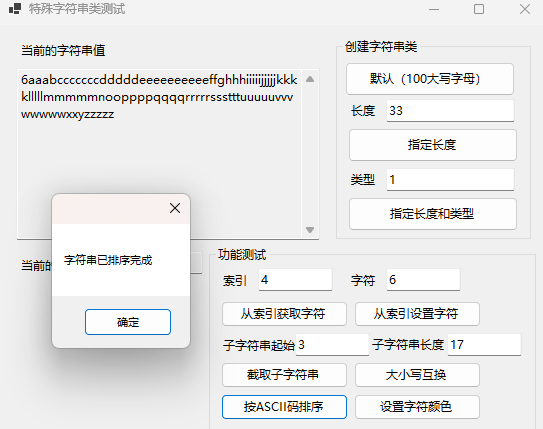 特殊字符串类测试
当前的字符串值
6aaabcccccccdddddeeeeeeeeeeffghhhiiiiijjjjjkkk
klllllmmmmmnooppppqqqqrrrrrssstttuuuuuvvv
wwwwwxxyzzzzz
创建字符串类
默认（100大写字母）
长度 33
指定长度
类型 1
指定长度和类型
字符串已排序完成
确定
当前的
功能测试
索引 4 字符 6
从索引获取字符 从索引设置字符
子字符串起始 3 子字符串长度 17
截取子字符串 大小写互换
按ASCII码排序 设置字符颜色